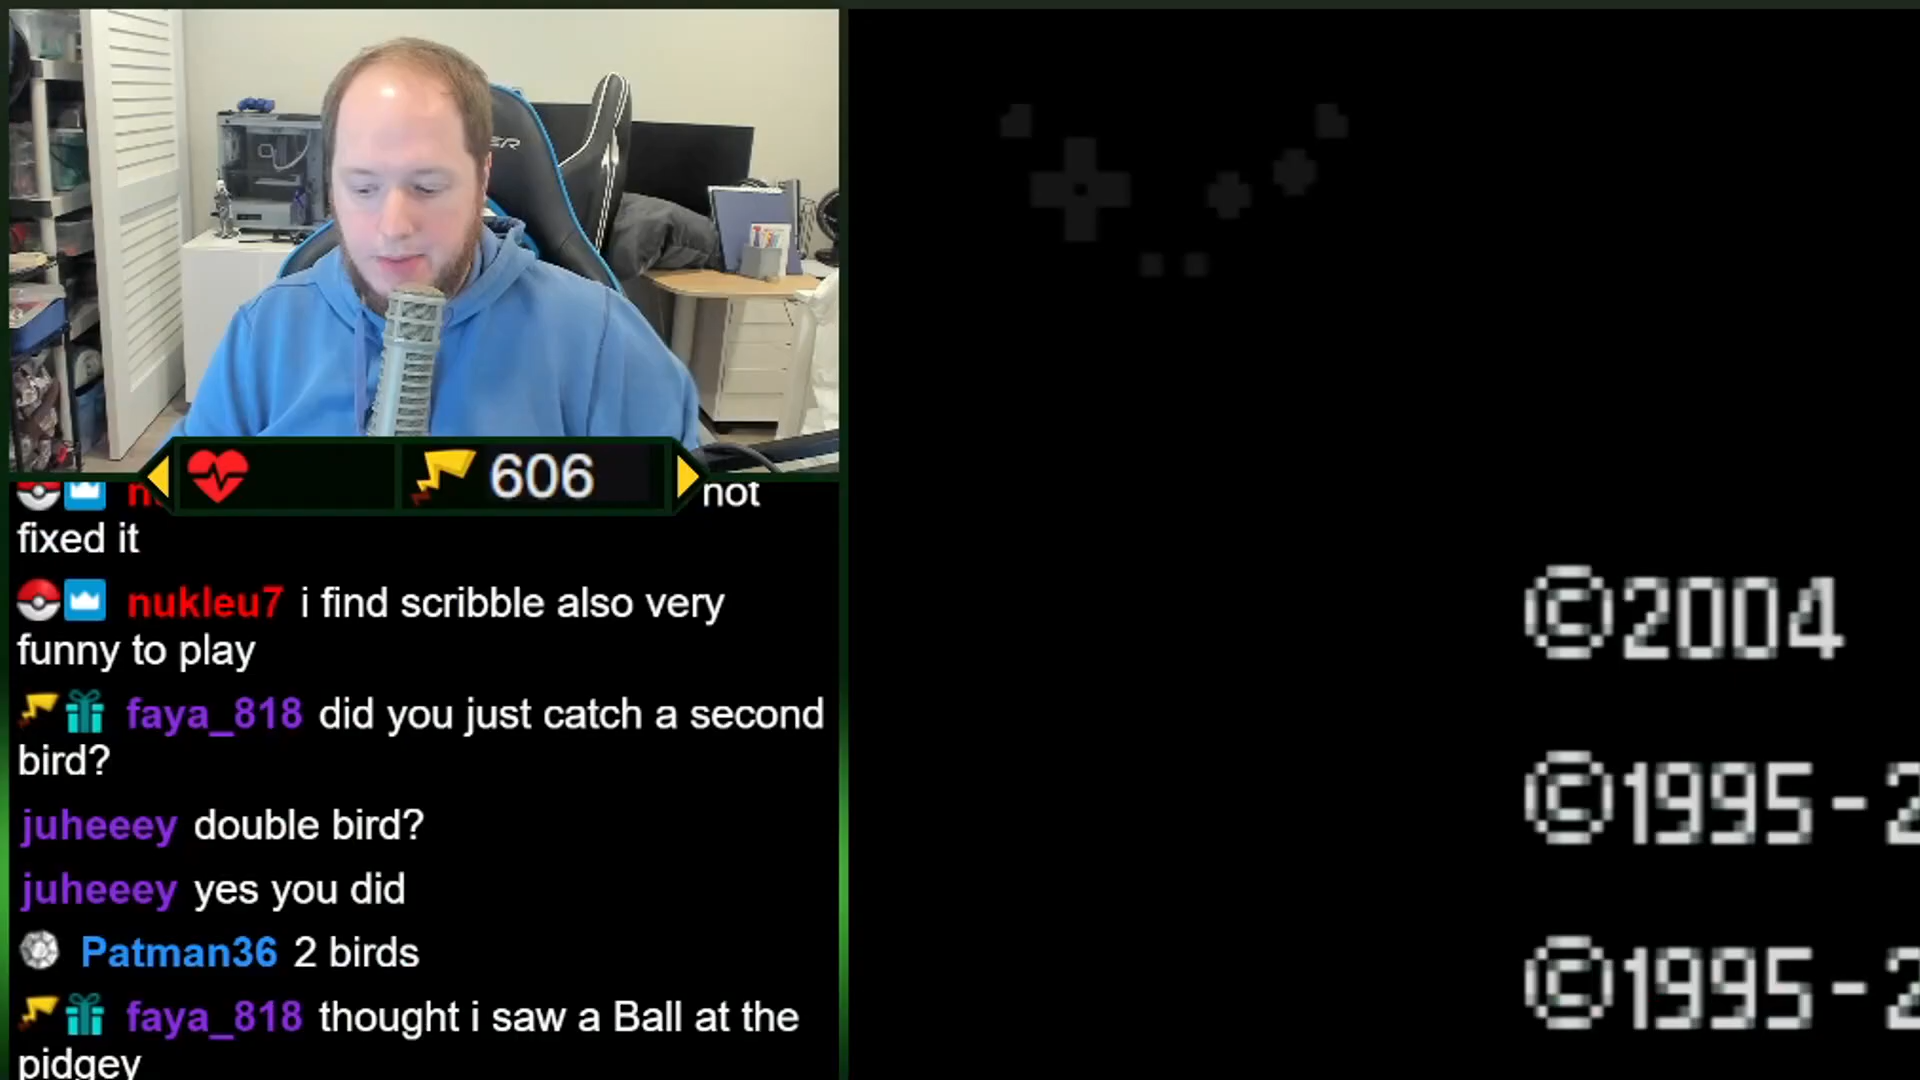 606
not
fixed it
nukleu7 i find scribble also very
funny to play
faya_818 did you just catch a second
bird?
juheeey double bird?
juheeey yes you did
Patman36 2 birds
faya_818 thought i saw a Ball at the
pidgey
©2004
©1995-2
©1995-2